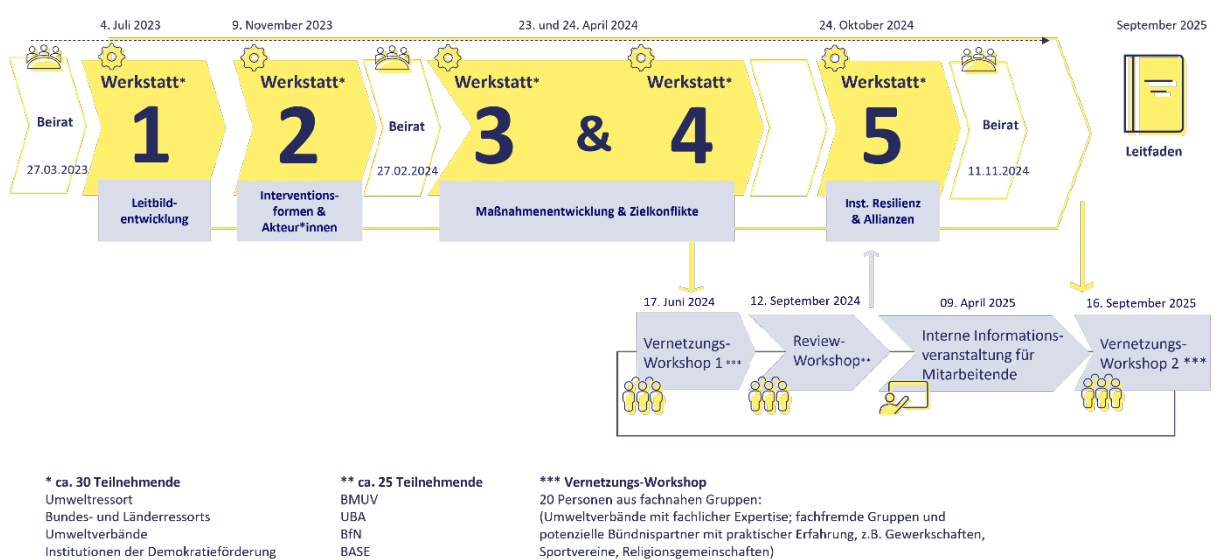 4. Juli 2023
9. November 2023
23. und 24. April 2024
24. Oktober 2024
September 2025
Beirat
27.03.2023
Werkstatt*
1
Leitbild-
entwicklung
Werkstatt*
2
Interventions-
formen &
Akteur*innen
Beirat
27.02.2024
Werkstatt*
Werkstatt*
3 & 4
Maßnahmenentwicklung & Zielkonflikte
Werkstatt*
5
Inst. Resilienz
& Allianzen
Beirat
11.11.2024
Leitfaden
17. Juni 2024
12. September 2024
09. April 2025
16. September 2025
Vernetzungs-
Workshop 1 ***
Review-
Workshop**
Interne Informations-
veranstaltung für
Mitarbeitende
Vernetzungs-
Workshop 2 ***
* ca. 30 Teilnehmende
Umweltressort
Bundes- und Länderressorts
Umweltverbände
Institutionen der Demokratieförderung
** ca. 25 Teilnehmende
BMUV
UBA
BfN
BASE
*** Vernetzungs-Workshop
20 Personen aus fachnahen Gruppen:
(Umweltverbände mit fachlicher Expertise; fachfremde Gruppen und
potenzielle Bündnispartner mit praktischer Erfahrung, z.B. Gewerkschaften,
Sportvereine, Religionsgemeinschaften)